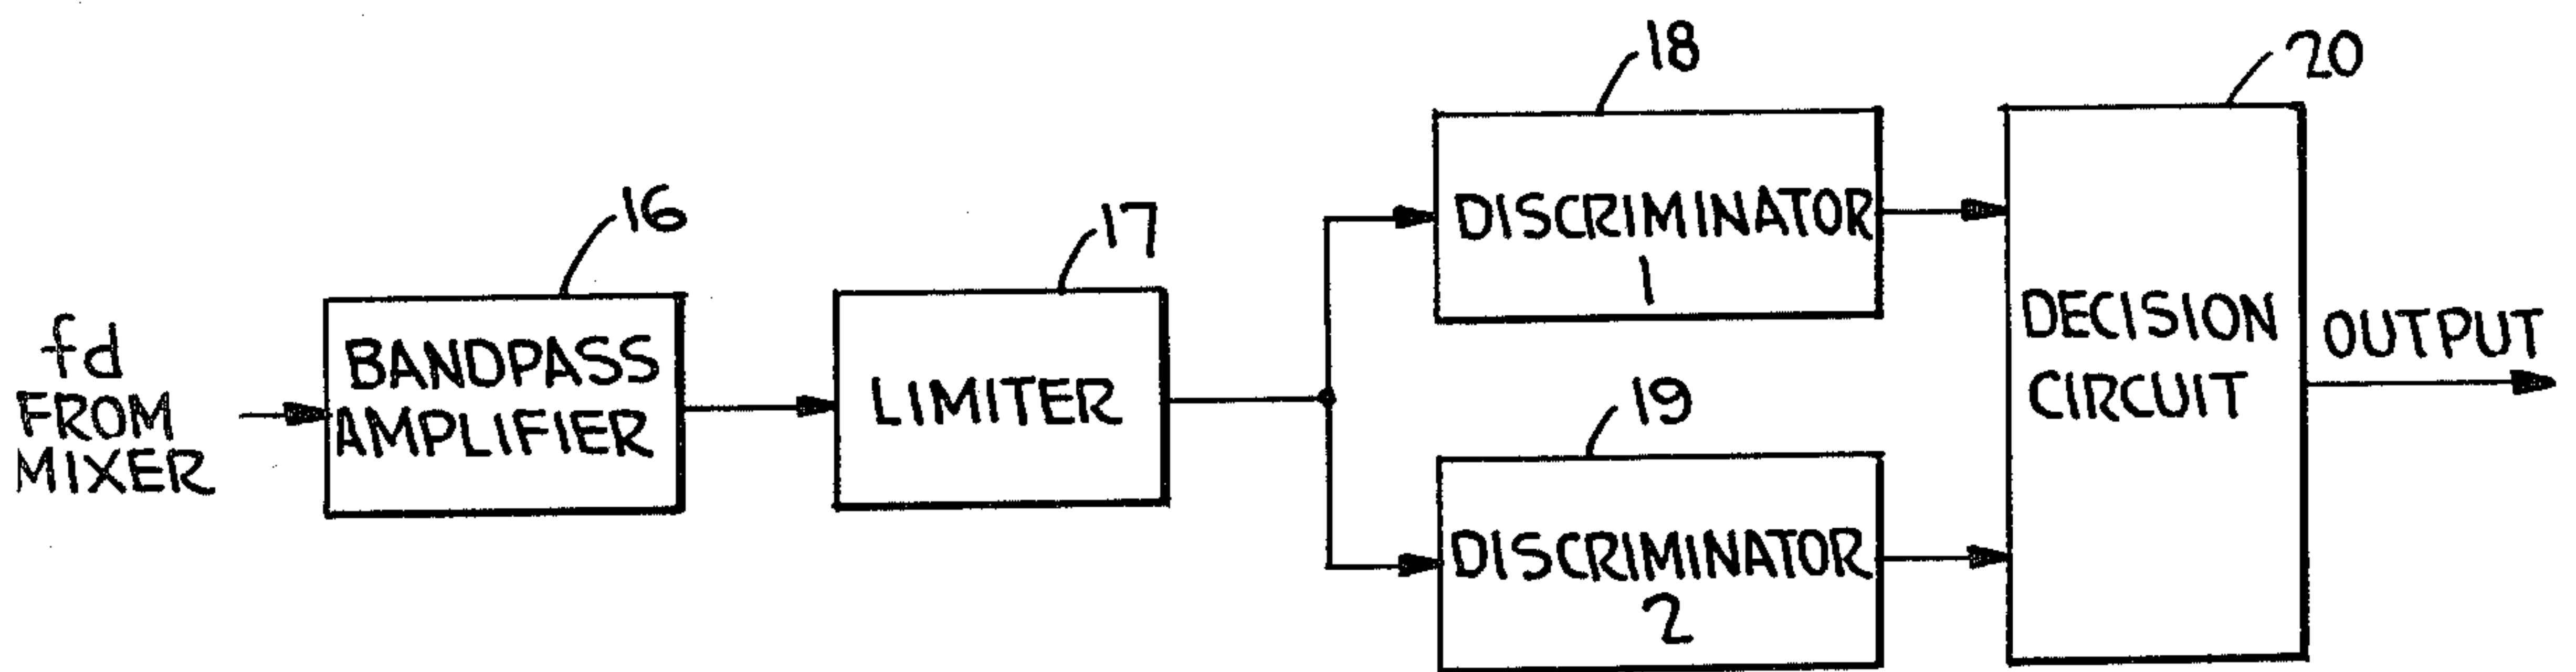 fd
FROM
MIXER
16
BANDPASS
AMPLIFIER
17
LIMITER
18
DISCRIMINATOR
1
19
DISCRIMINATOR
2
20
DECISION
CIRCUIT
OUTPUT